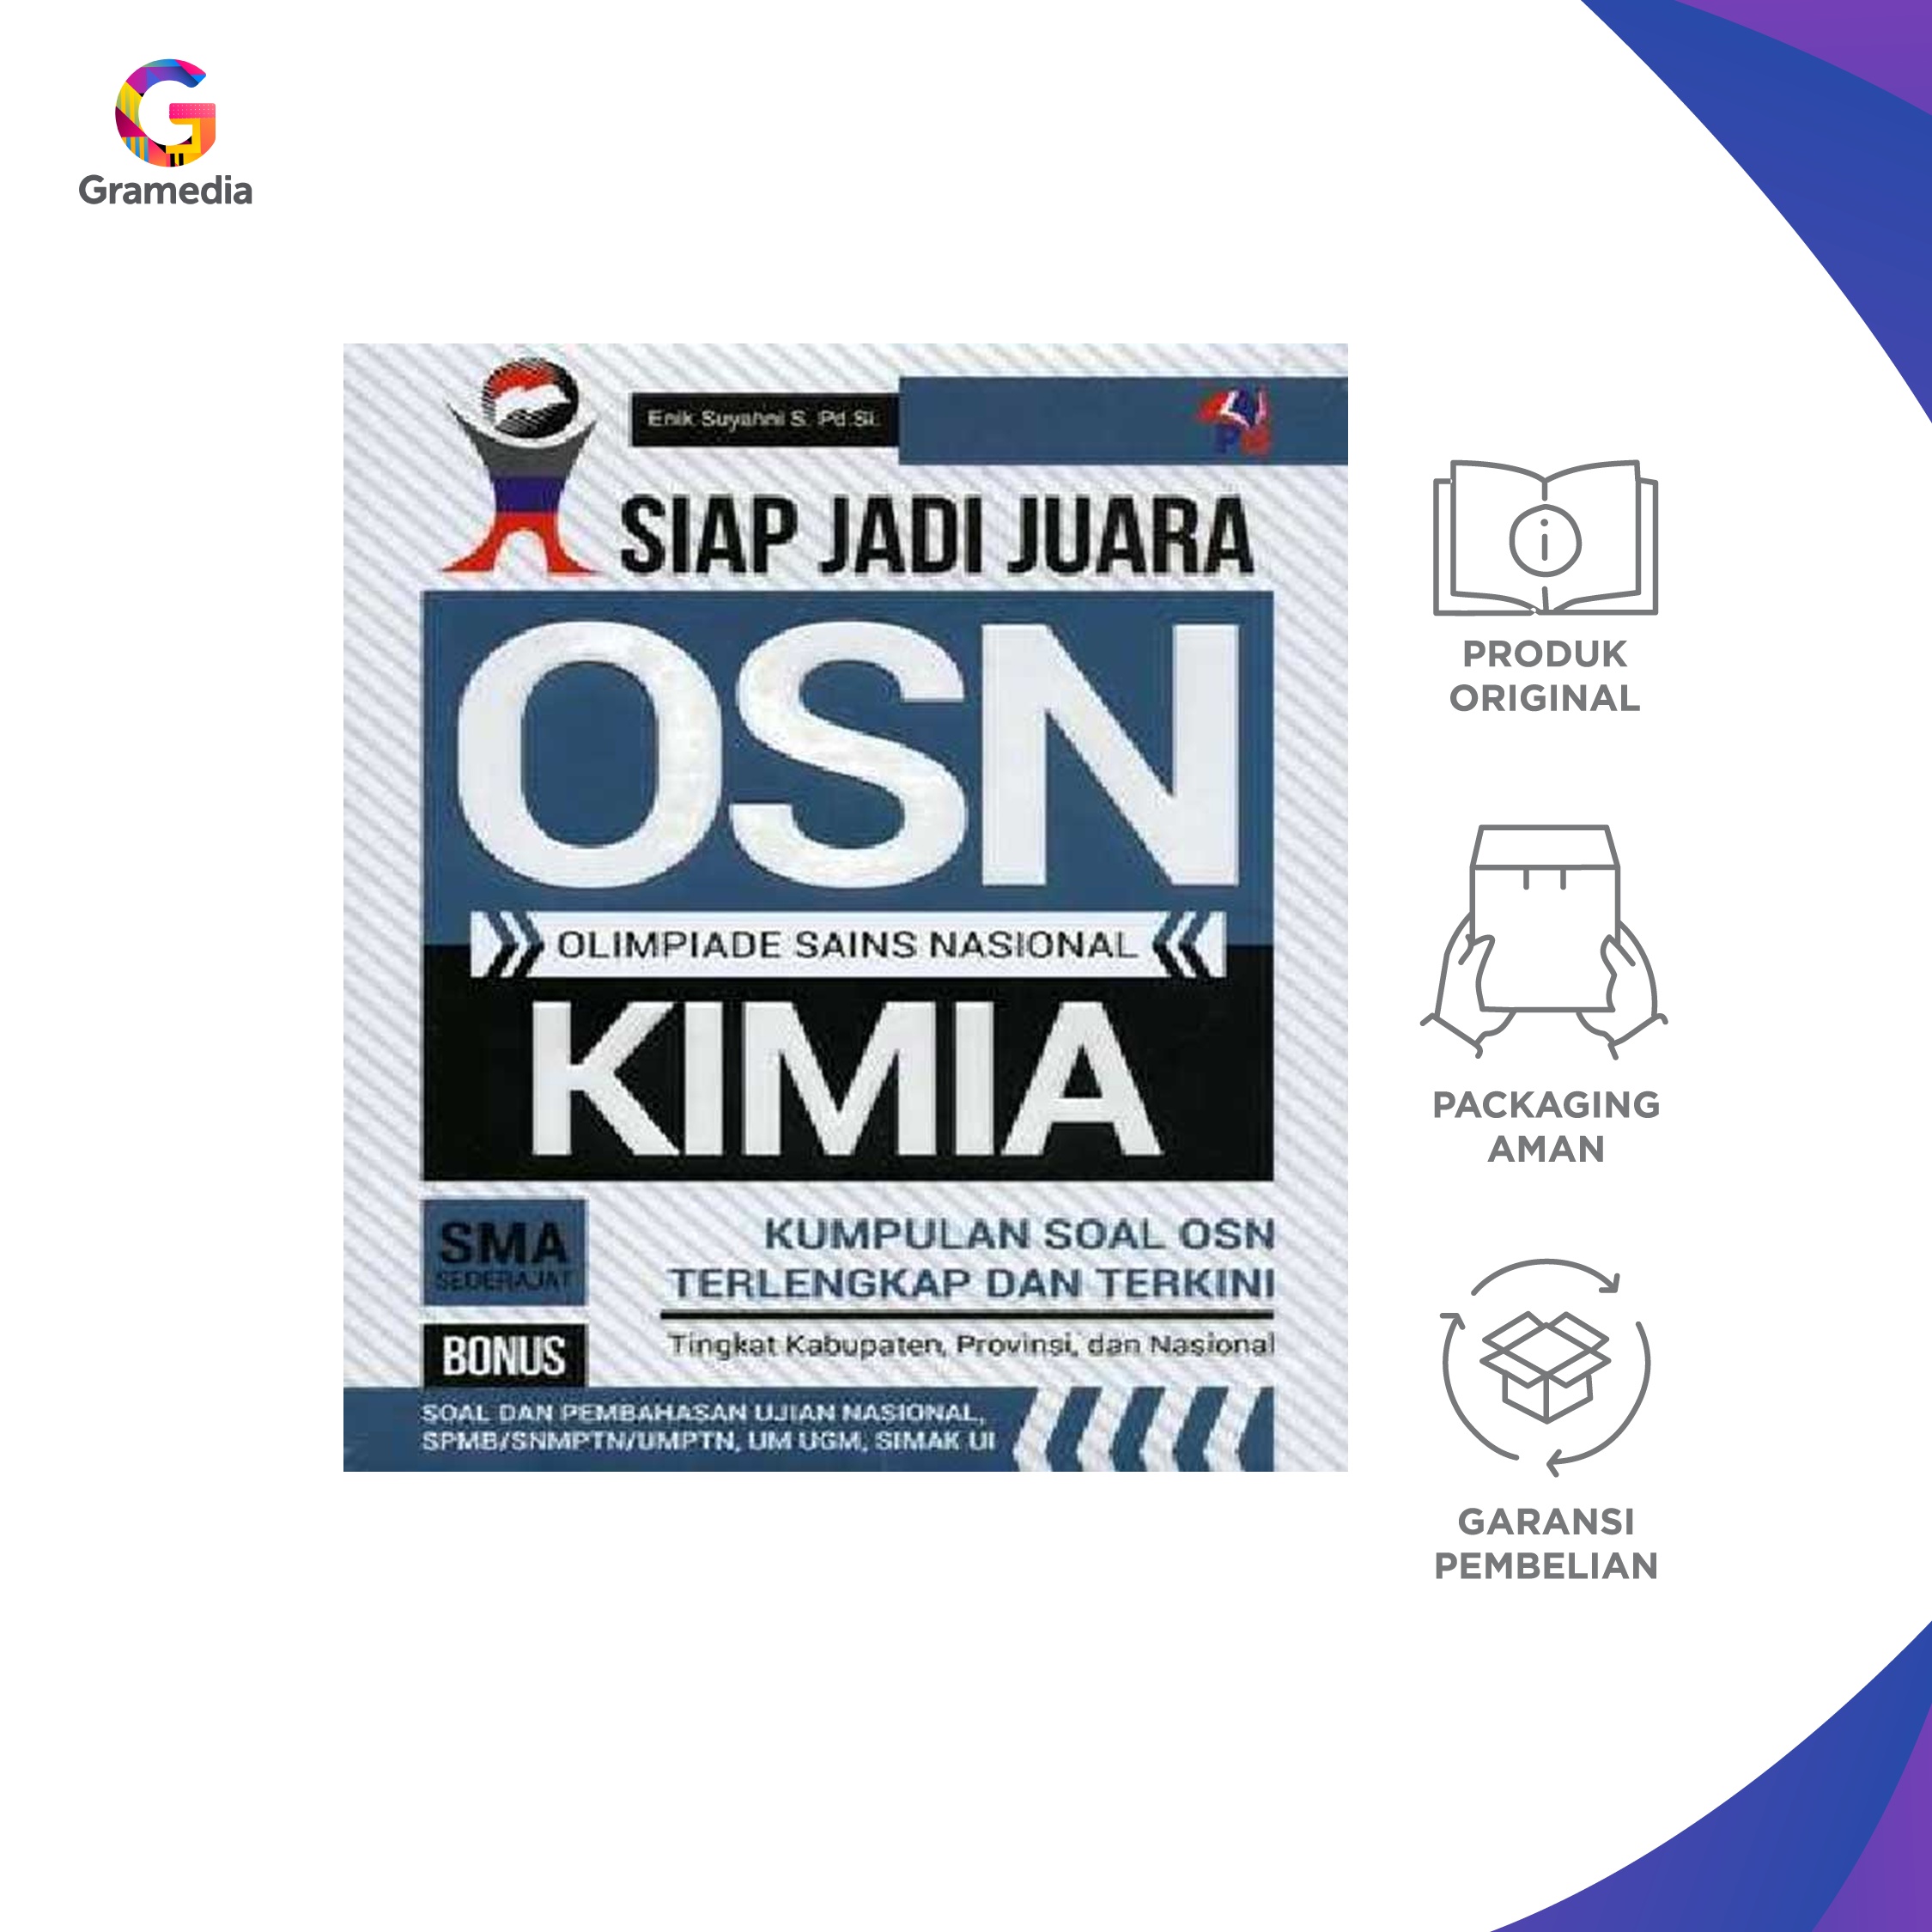 Gramedia
Enik Suyahni S. Pd.Si.
SIAP JADI JUARA
OSN
OLIMPIADE SAINS NASIONAL
KIMIA
SMA
SEDERAJAT
KUMPULAN SOAL OSN
TERLENGKAP DAN TERKINI
Tingkat Kabupaten, Provinsi, dan Nasional
BONUS
SOAL DAN PEMBAHASAN UJIAN NASIONAL,
SPMB/SNMPTN/UMPTN, UM UGM, SIMAK UI
PRODUK
ORIGINAL
PACKAGING
AMAN
GARANSI
PEMBELIAN